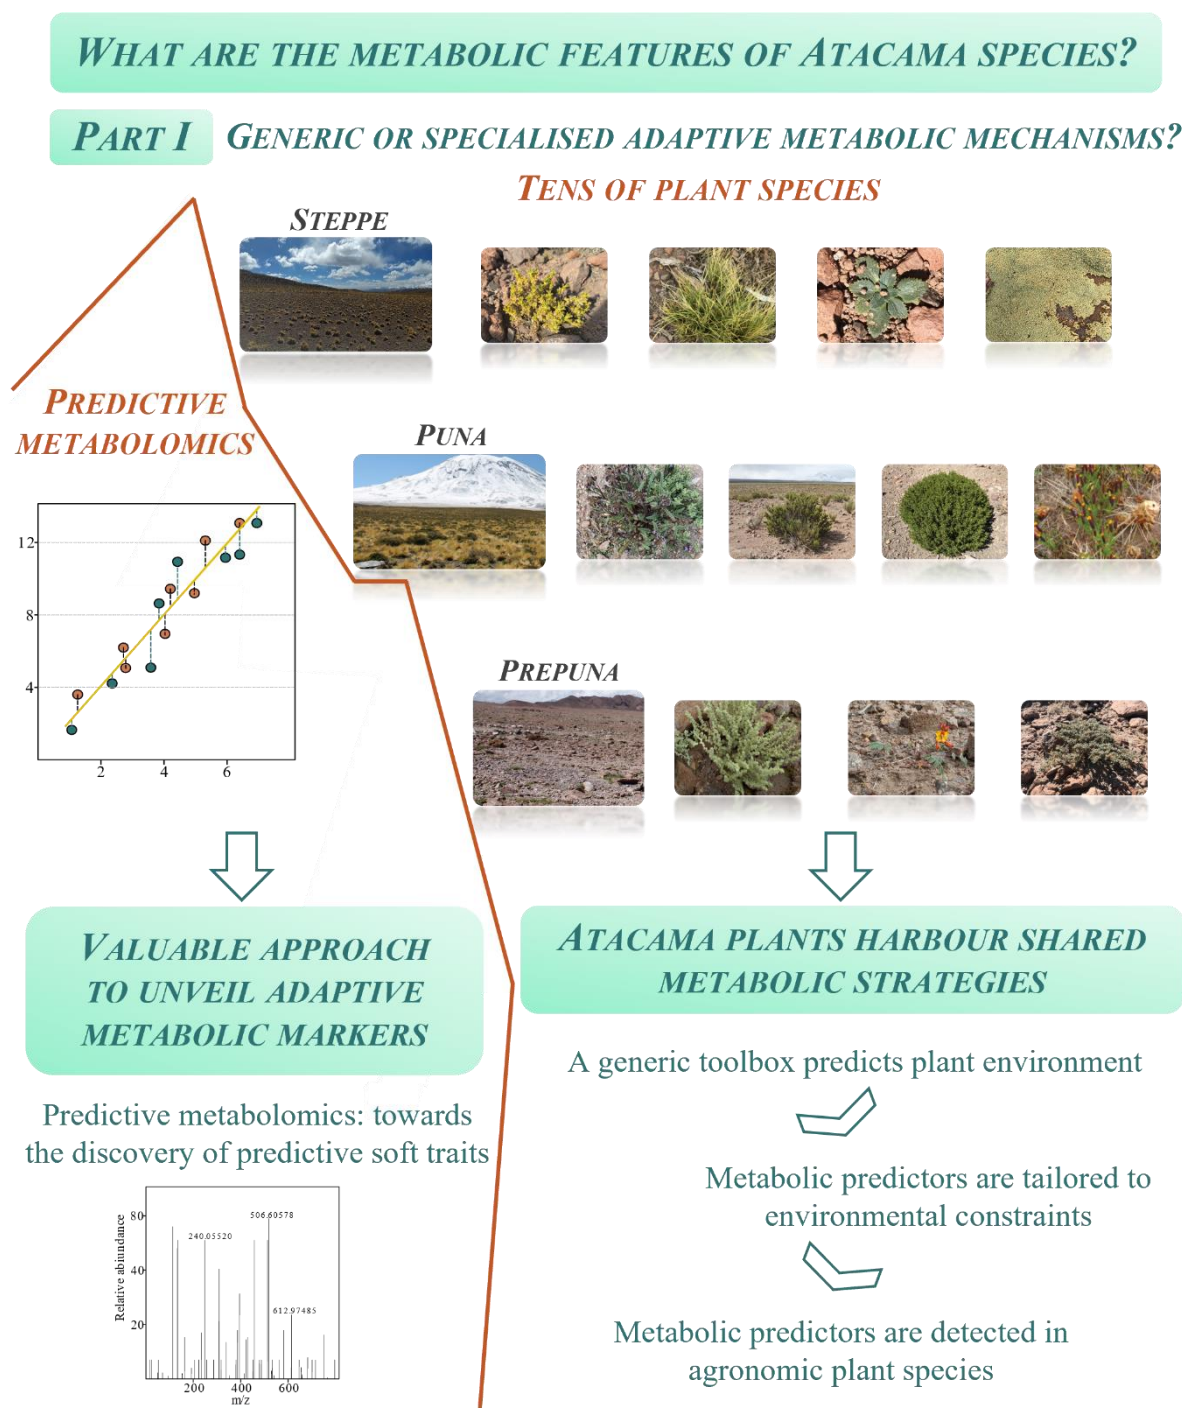 WHAT ARE THE METABOLIC FEATURES OF ATACAMA SPECIES?
PART I
GENERIC OR SPECIALISED ADAPTIVE METABOLIC MECHANISMS?
TENS OF PLANT SPECIES
STEPPE
PREDICTIVE
METABOLOMICS
PUNA
12
8
4
2 4 6
PREPUNA
VALUABLE APPROACH
TO UNVEIL ADAPTIVE
METABOLIC MARKERS
Predictive metabolomics: towards
the discovery of predictive soft traits
Relative abiundance
80
40
20
506.60578
240.05520
612.97485
200 400 600
m/z
ATACAMA PLANTS HARBOUR SHARED
METABOLIC STRATEGIES
A generic toolbox predicts plant environment
Metabolic predictors are tailored to
environmental constraints
Metabolic predictors are detected in
agronomic plant species